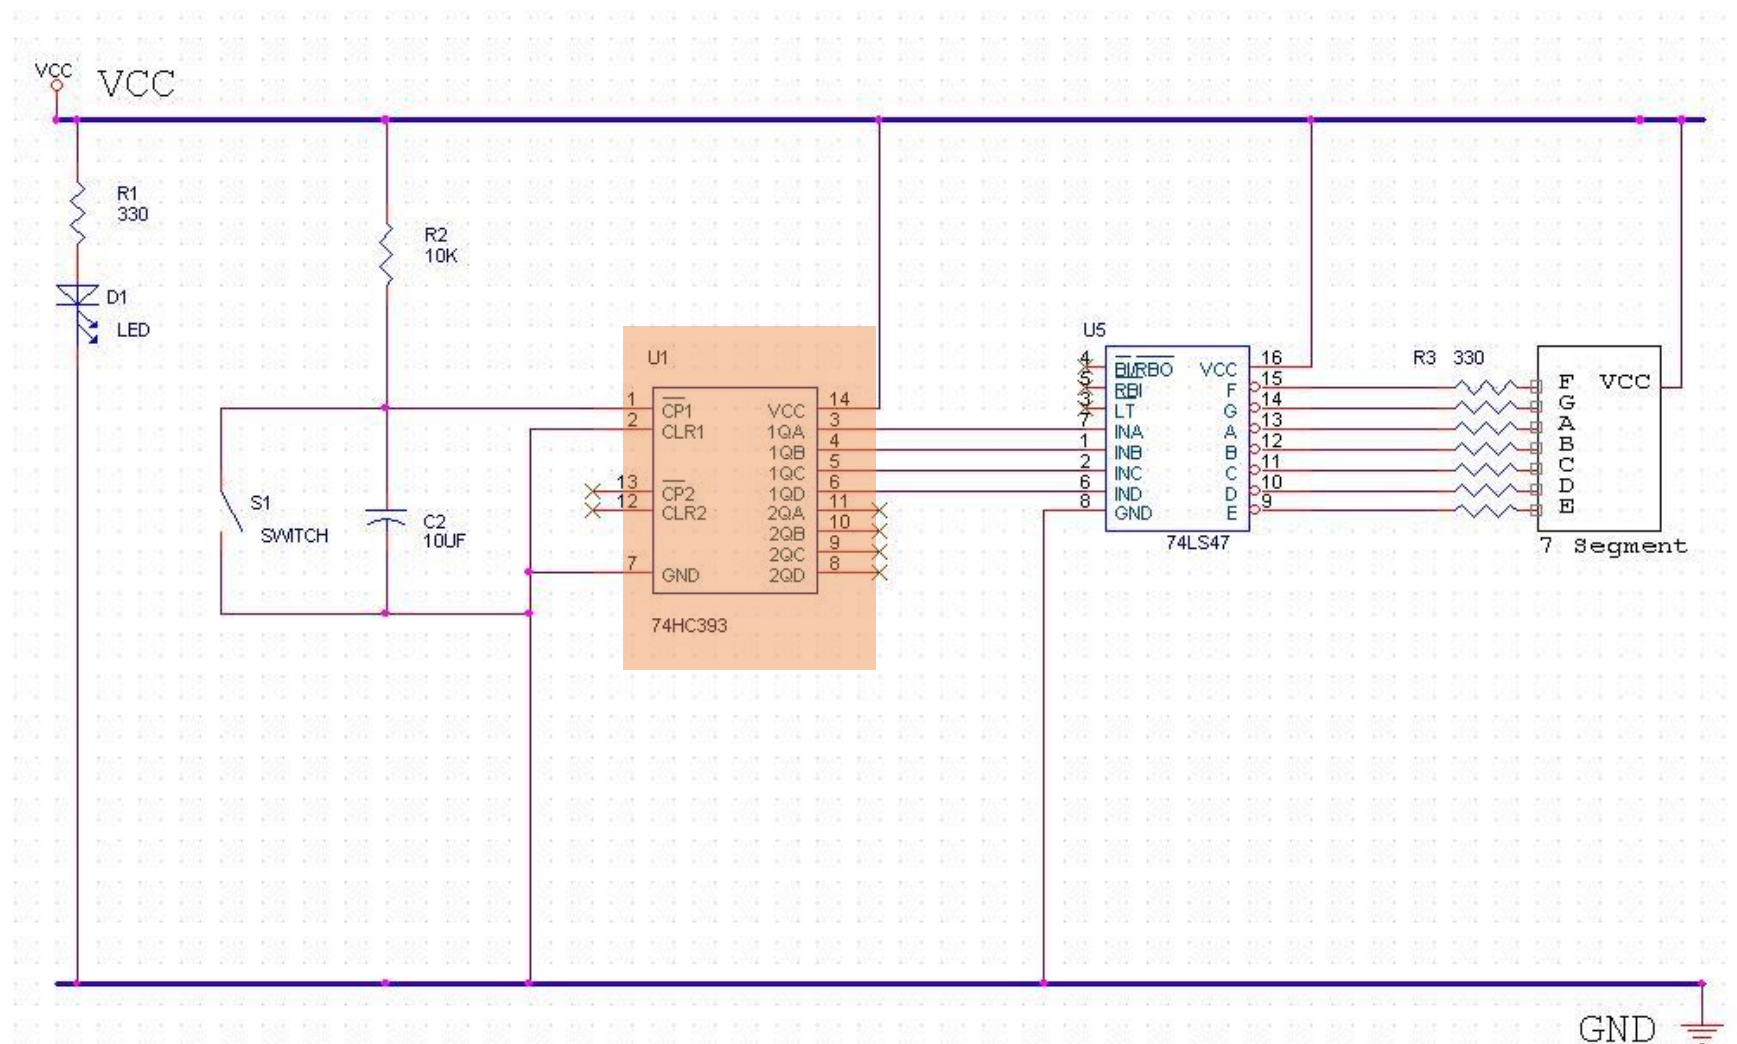 VCC
VCC
R1
330
D1
LED
R2
10K
S1
SWITCH
C2
10UF
U1
1 CP1 VCC 14
2 CLR1 1QA 3
1QB 4
1QC 5
13 CP2 1QD 6
12 CLR2 2QA 11
2QB 10
2QC 9
7 GND 2QD 8
74HC393
U5
4 BI/RBO VCC 16
5 RBI F 15
3 LT G 14
7 INA A 13
1 INB B 12
2 INC C 11
6 IND D 10
8 GND E 9
74LS47
R3 330
F VCC
G
A
B
C
D
E
7 Segment
GND